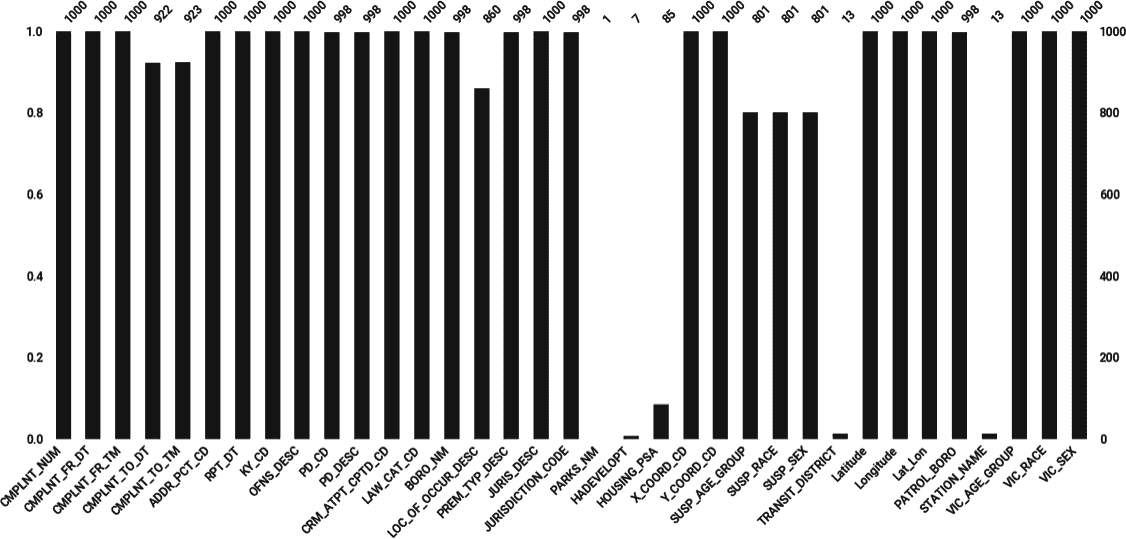 1000 1000 1000 922 923 1000 1000 1000 1000 998 998 1000 1000 998 860 998 1000 998 1 7 85 1000 1000 801 801 801 13 1000 1000 1000 998 13 1000 1000 1000
1.0 1000
0.8 800
0.6 600
0.4 400
0.2 200
0.0 0
CMPLNT_NUM
CMPLNT_FR_DT
CMPLNT_FR_TM
CMPLNT_TO_DT
CMPLNT_TO_TM
ADDR_PCT_CD
RPT_DT
KY_CD
OFNS_DESC
PD_CD
PD_DESC
CRM_ATPT_CPTD_CD
LAW_CAT_CD
BORO_NM
LOC_OF_OCCUR_DESC
PREM_TYP_DESC
JURIS_DESC
JURISDICTION_CODE
PARKS_NM
HADEVELOPT
HOUSING_PSA
X_COORD_CD
Y_COORD_CD
SUSP_AGE_GROUP
SUSP_RACE
SUSP_SEX
TRANSIT_DISTRICT
Latitude
Longitude
Lat_Lon
PATROL_BORO
STATION_NAME
VIC_AGE_GROUP
VIC_RACE
VIC_SEX